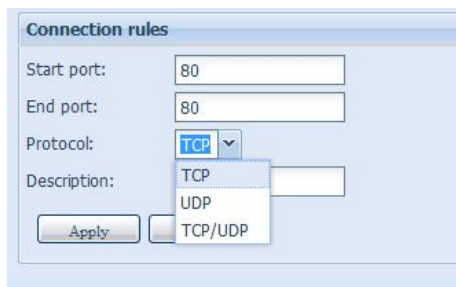 Connection rules
Start port: 80
End port: 80
Protocol: TCP
TCP
Description:
UDP
Apply TCP/UDP